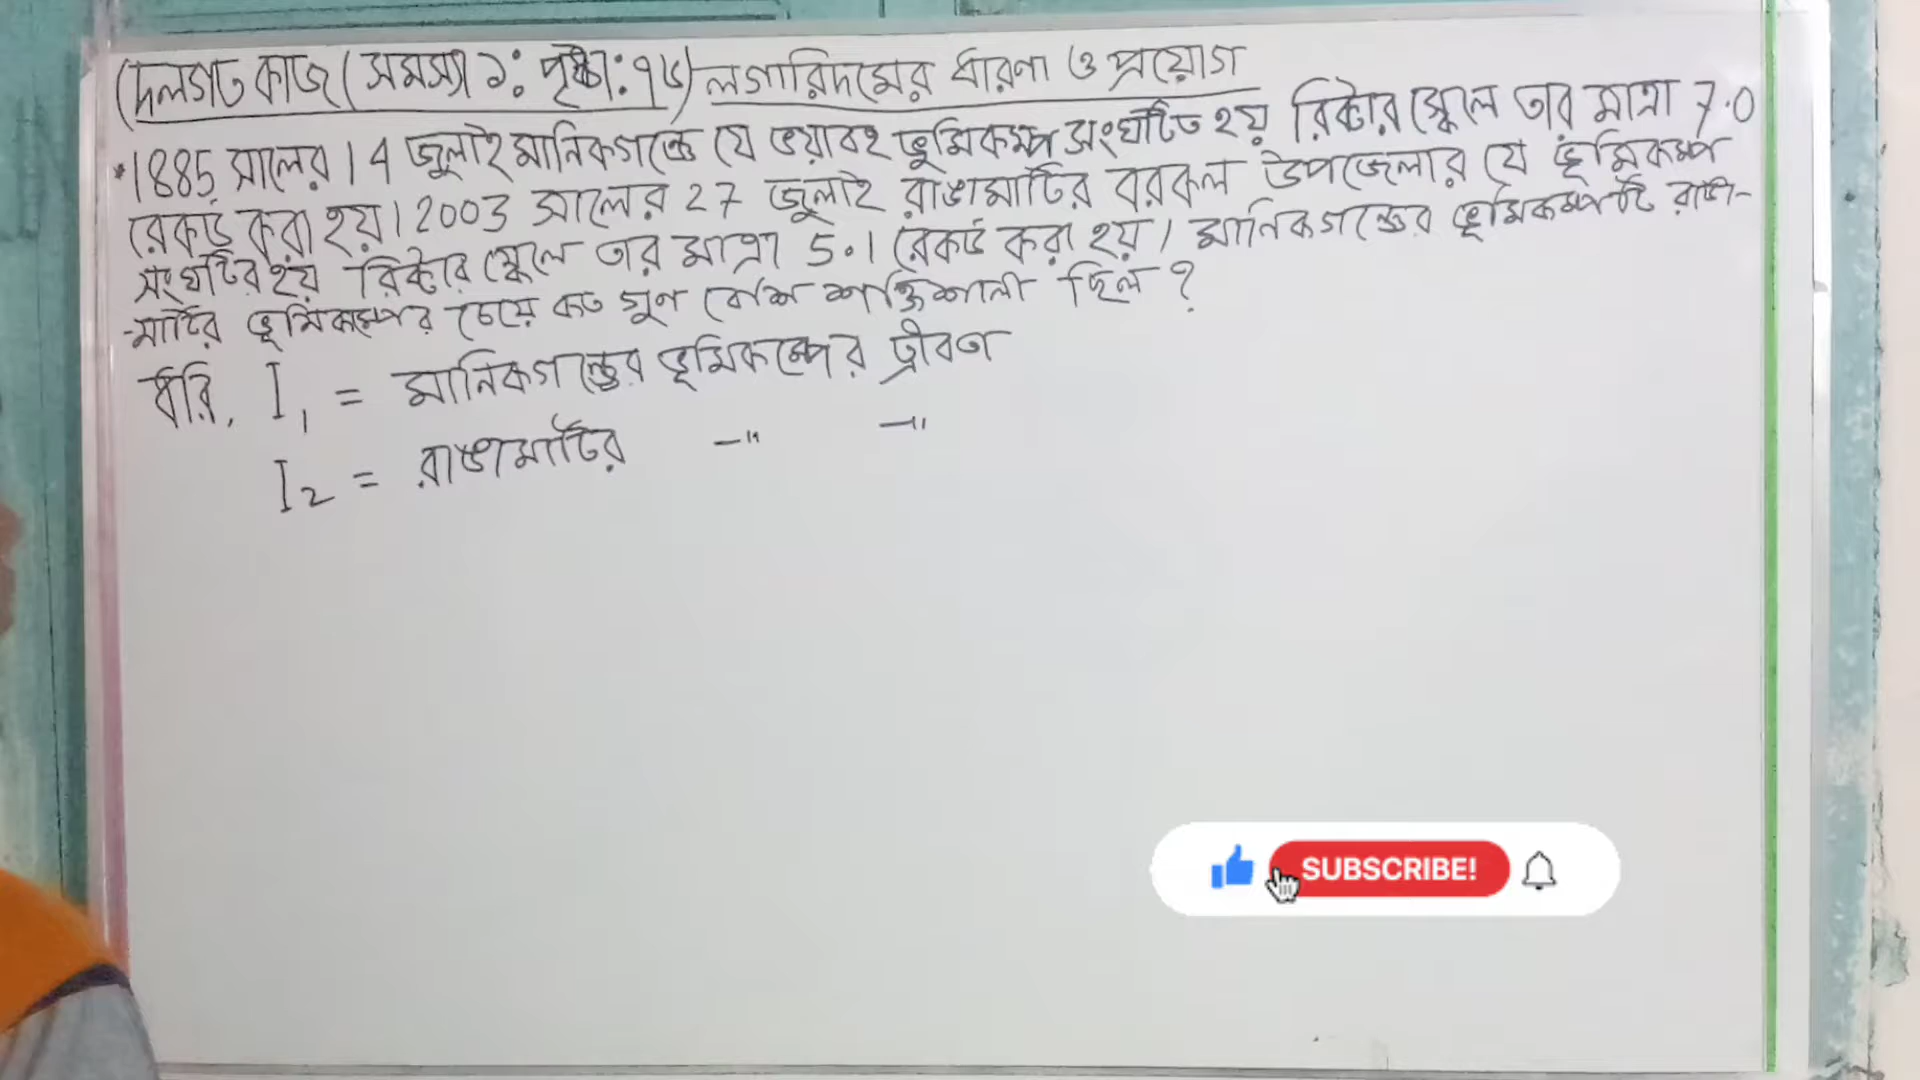 (দলগত কাজ (সমস্যা ১: পৃষ্ঠা: ৭৬) লগারিদমের ধারণা ও প্রয়োগ
*1885 সালের 14 জুলাই মানিকগঞ্জে যে ভয়াবহ ভূমিকম্প সংঘটিত হয় রিক্টার স্কেলে তার মাত্রা 7.0
রেকর্ড করা হয়। 2003 সালের 27 জুলাই রাঙামাটির বরকল উপজেলার যে ভূমিকম্প
সংঘটির হয় রিক্টার স্কেলে তার মাত্রা 5.1 রেকর্ড করা হয়। মানিকগঞ্জের ভূমিকম্পটি রাঙা-
-মাটির ভূমিকম্পের চেয়ে কত গুণ বেশি শক্তিশালী ছিল?
ধরি, I₁ = মানিকগঞ্জের ভূমিকম্পের ত্রীবতা
I₂ = রাঙামাটির —" —"
SUBSCRIBE!